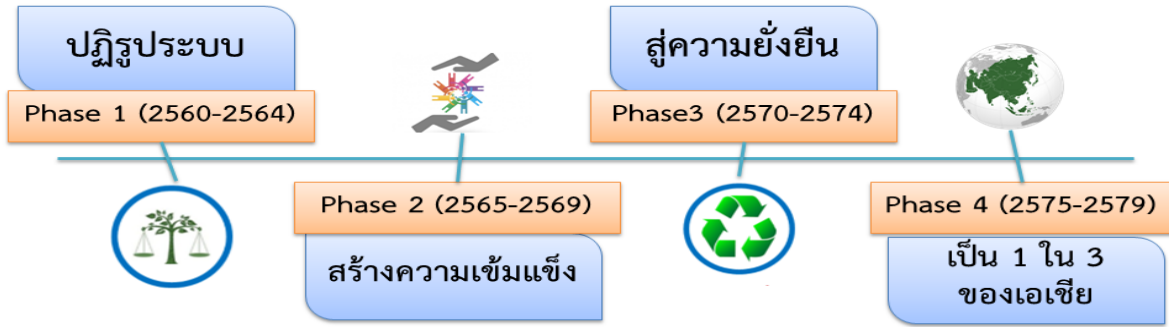 ปฏิรูประบบ
Phase 1 (2560-2564)
Phase 2 (2565-2569)
สร้างความเข้มแข็ง
สู่ความยั่งยืน
Phase3 (2570-2574)
Phase 4 (2575-2579)
เป็น 1 ใน 3
ของเอเชีย